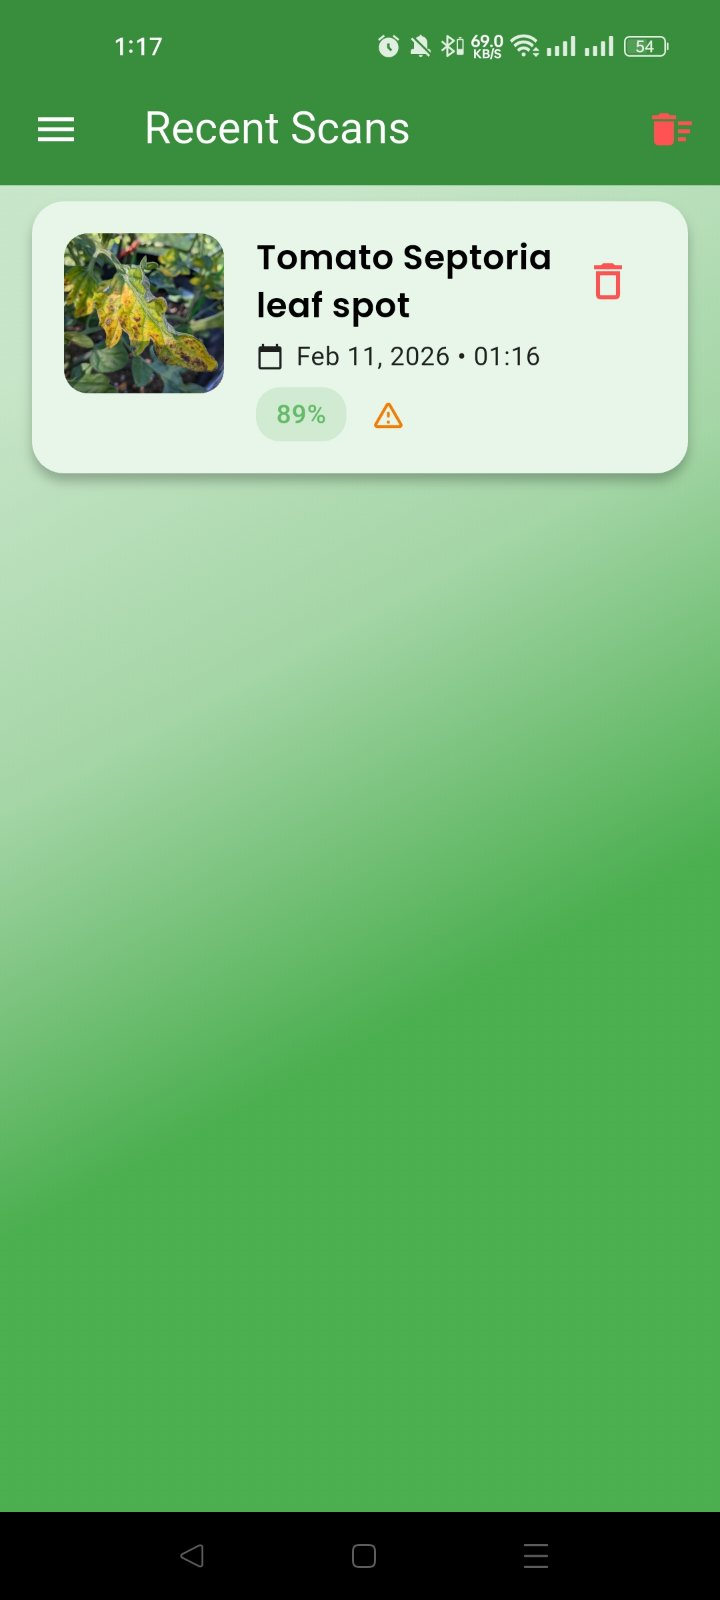 1:17
69.0
KB/S
54
Recent Scans
Tomato Septoria
leaf spot
Feb 11, 2026 • 01:16
89%